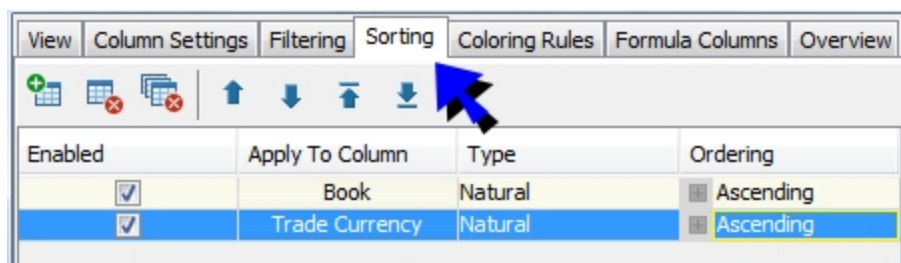 View Column Settings Filtering Sorting Coloring Rules Formula Columns Overview
Enabled Apply To Column Type Ordering
Book Natural Ascending
Trade Currency Natural Ascending